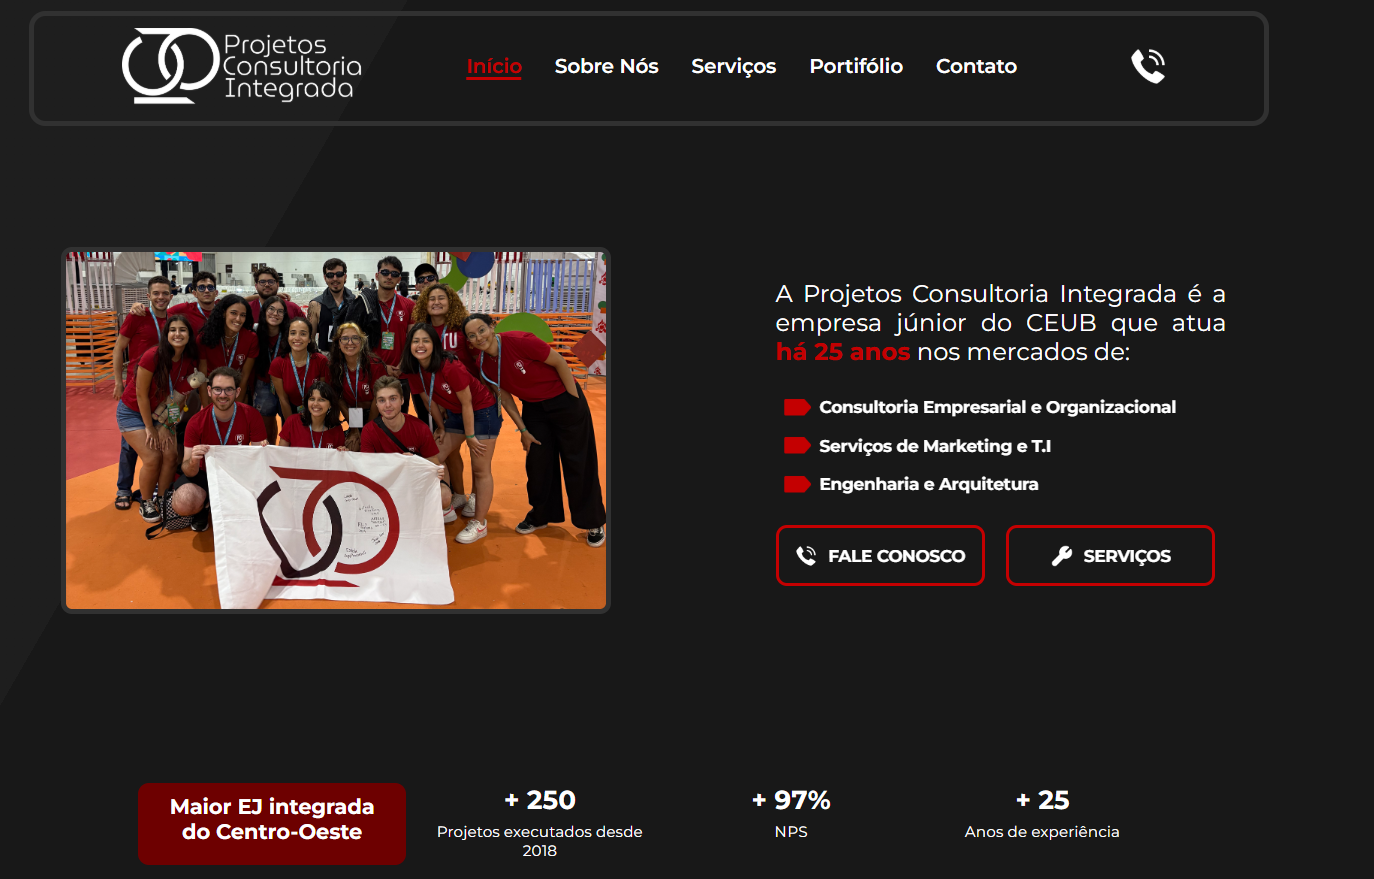 Projetos
Consultoria
Integrada
Início
Sobre Nós
Serviços
Portifólio
Contato
TU
A Projetos Consultoria Integrada é a
empresa júnior do CEUB que atua
há 25 anos nos mercados de:
Consultoria Empresarial e Organizacional
Serviços de Marketing e T.I
Engenharia e Arquitetura
FALE CONOSCO
SERVIÇOS
Maior EJ integrada
do Centro-Oeste
+ 250
Projetos executados desde
2018
+ 97%
NPS
+ 25
Anos de experiência